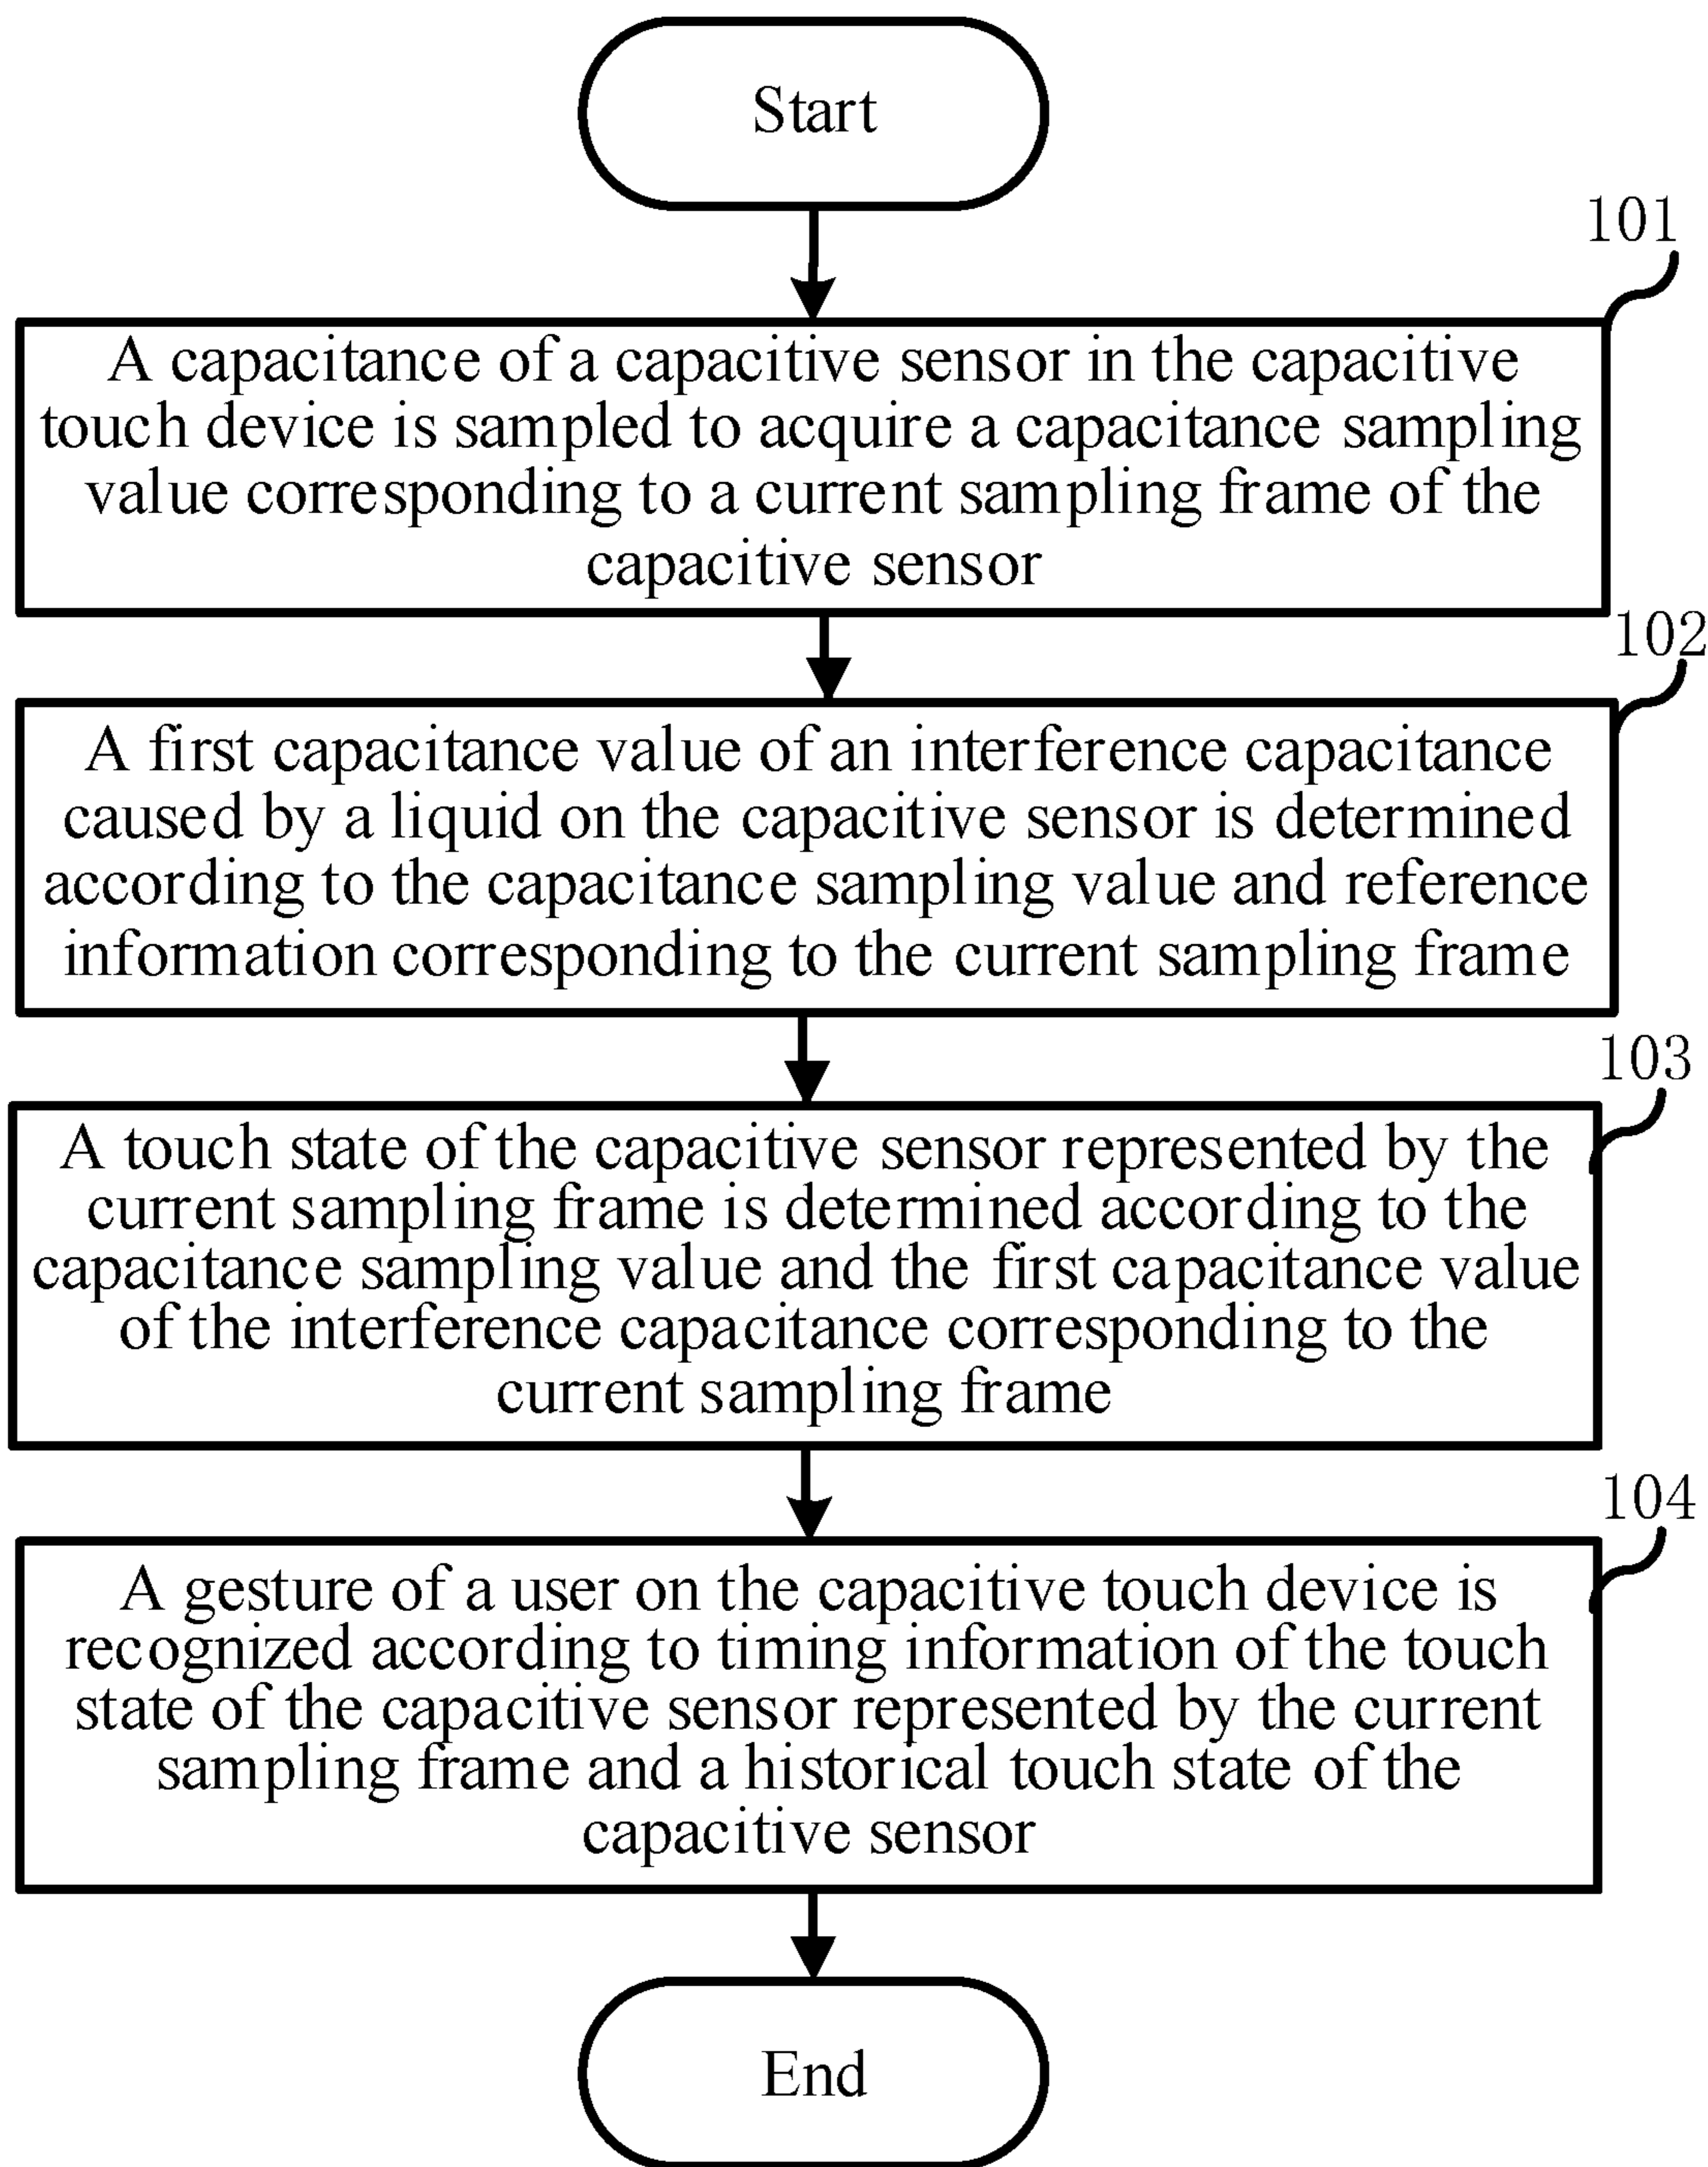 Start
101
A capacitance of a capacitive sensor in the capacitive
touch device is sampled to acquire a capacitance sampling
value corresponding to a current sampling frame of the
capacitive sensor
102
A first capacitance value of an interference capacitance
caused by a liquid on the capacitive sensor is determined
according to the capacitance sampling value and reference
information corresponding to the current sampling frame
103
A touch state of the capacitive sensor represented by the
current sampling frame is determined according to the
capacitance sampling value and the first capacitance value
of the interference capacitance corresponding to the
current sampling frame
104
A gesture of a user on the capacitive touch device is
recognized according to timing information of the touch
state of the capacitive sensor represented by the current
sampling frame and a historical touch state of the
capacitive sensor
End